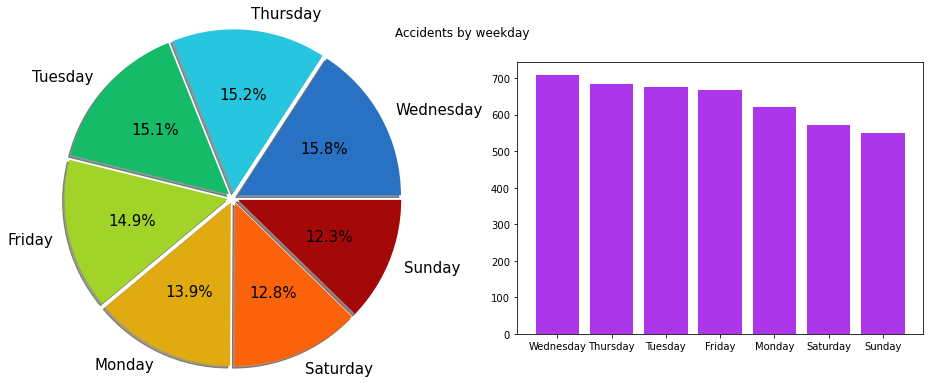 Accidents by weekday
Thursday
Tuesday
Wednesday
Friday
Monday
Saturday
Sunday
15.2%
15.1%
15.8%
14.9%
13.9%
12.8%
12.3%
700
600
500
400
300
200
100
0
Wednesday Thursday Tuesday Friday Monday Saturday Sunday